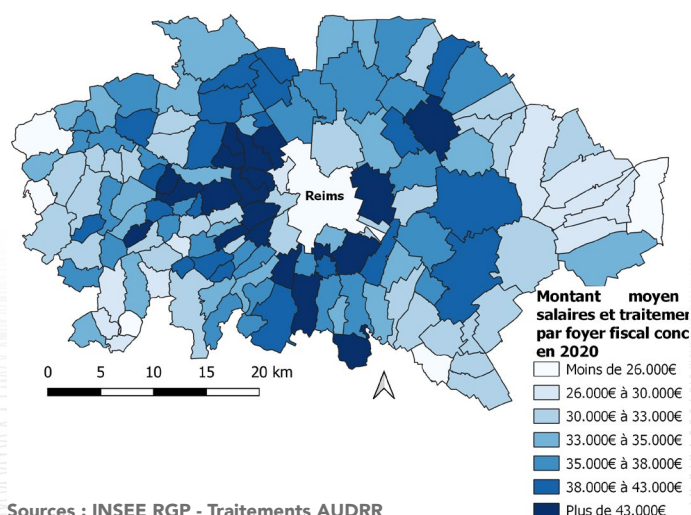 Reims
Montant moyen
salaires et traitemen
par foyer fiscal conc
en 2020
0 5 10 15 20 km
Moins de 26.000€
26.000€ à 30.000€
30.000€ à 33.000€
33.000€ à 35.000€
35.000€ à 38.000€
38.000€ à 43.000€
Plus de 43.000€
Sources : INSEE RGP - Traitements AUDRR